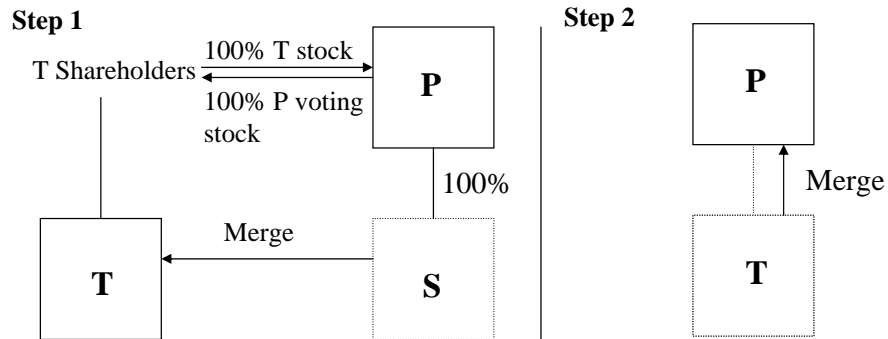 Step 1
100% T stock
T Shareholders
100% P voting
stock
P
100%
Merge
T
S
Step 2
P
Merge
T